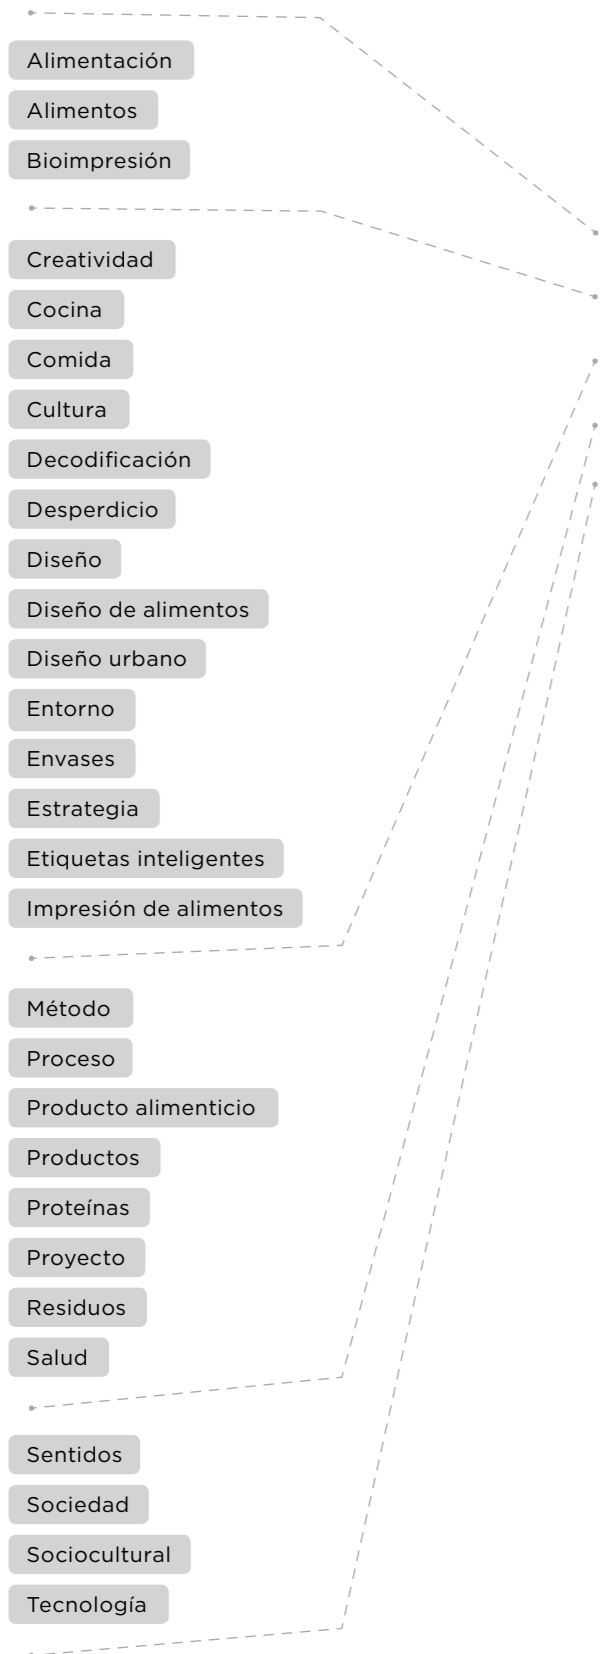 Alimentación
Alimentos
Bioimpresión
Creatividad
Cocina
Comida
Cultura
Decodificación
Desperdicio
Diseño
Diseño de alimentos
Diseño urbano
Entorno
Envases
Estrategia
Etiquetas inteligentes
Impresión de alimentos
Método
Proceso
Producto alimenticio
Productos
Proteínas
Proyecto
Residuos
Salud
Sentidos
Sociedad
Sociocultural
Tecnología